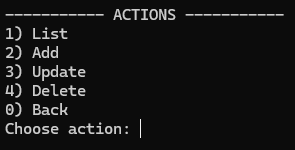 ----------- ACTIONS -----------
1) List
2) Add
3) Update
4) Delete
0) Back
Choose action: